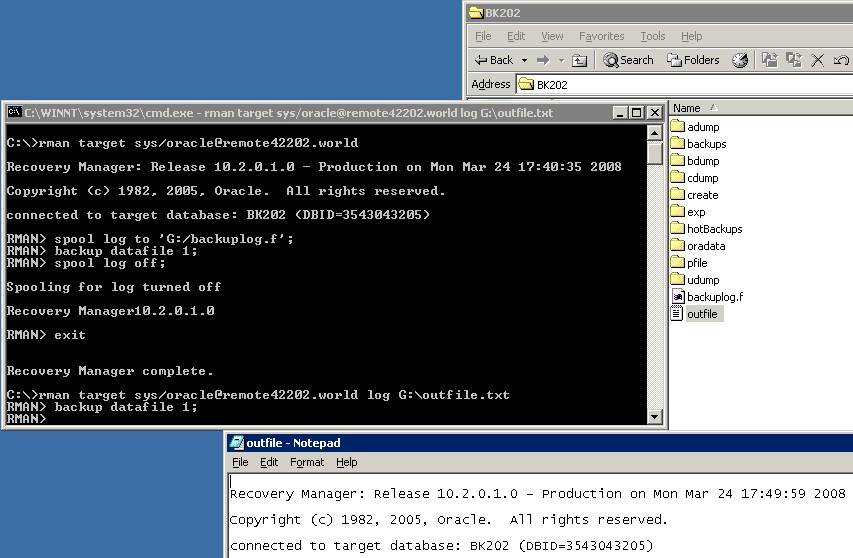 BK202
File Edit View Favorites Tools Help
Back Search Folders
Address BK202
C:\WINNT\system32\cmd.exe - rman target sys/oracle@remote42202.world log G:\outfile.txt
C:\>rman target sys/oracle@remote42202.world
Recovery Manager: Release 10.2.0.1.0 - Production on Mon Mar 24 17:40:35 2008
Copyright (c) 1982, 2005, Oracle.  All rights reserved.
connected to target database: BK202 (DBID=3543043205)
RMAN> spool log to 'G:/backuplog.f';
RMAN> backup datafile 1;
RMAN> spool log off;
Spooling for log turned off
Recovery Manager10.2.0.1.0
RMAN> exit
Recovery Manager complete.
C:\>rman target sys/oracle@remote42202.world log G:\outfile.txt
RMAN> backup datafile 1;
RMAN>
Name
adump
backups
bdump
cdump
create
exp
hotBackups
oradata
pfile
udump
backuplog.f
outfile
outfile - Notepad
File Edit Format Help
Recovery Manager: Release 10.2.0.1.0 - Production on Mon Mar 24 17:49:59 2008
Copyright (c) 1982, 2005, Oracle.  All rights reserved.
connected to target database: BK202 (DBID=3543043205)